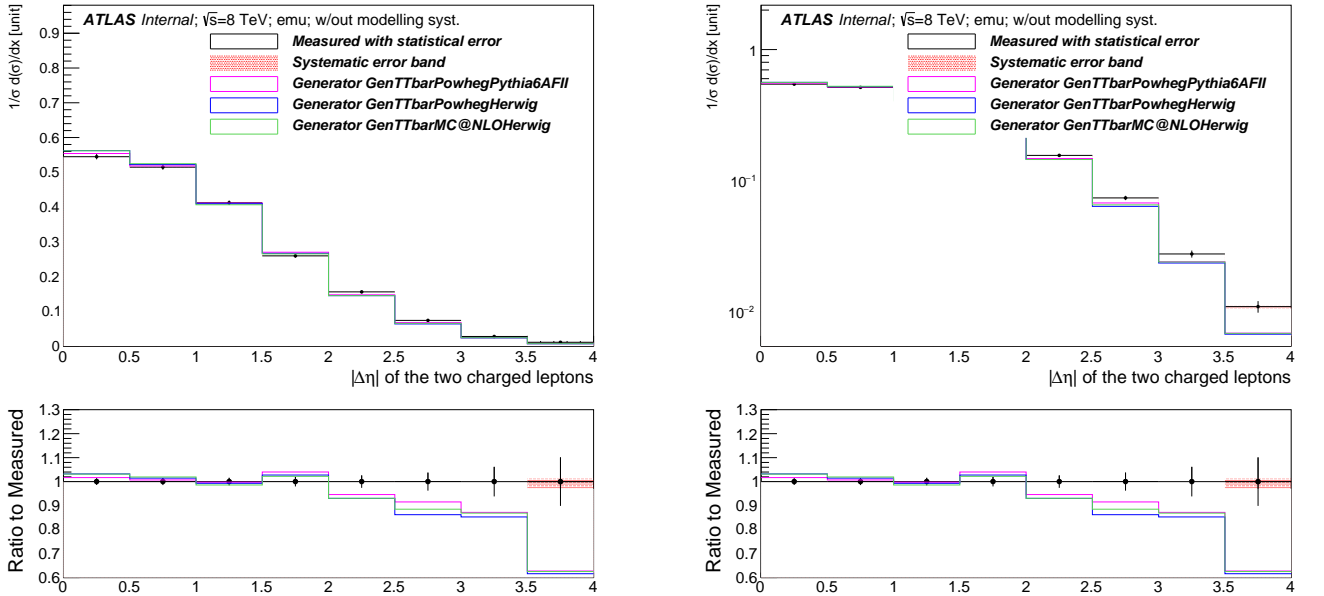 ATLAS Internal; √s=8 TeV; emu; w/out modelling syst.
Measured with statistical error
Systematic error band
Generator GenTTbarPowhegPythia6AFII
Generator GenTTbarPowhegHerwig
Generator GenTTbarMC@NLOHerwig
1/σ d(σ)/dx [unit]
0.9
0.8
0.7
0.6
0.5
0.4
0.3
0.2
0.1
0
0 0.5 1 1.5 2 2.5 3 3.5 4
|Δη| of the two charged leptons
Ratio to Measured
1.3
1.2
1.1
1
0.9
0.8
0.7
0.6
0 0.5 1 1.5 2 2.5 3 3.5 4
ATLAS Internal; √s=8 TeV; emu; w/out modelling syst.
Measured with statistical error
Systematic error band
Generator GenTTbarPowhegPythia6AFII
Generator GenTTbarPowhegHerwig
Generator GenTTbarMC@NLOHerwig
1/σ d(σ)/dx [unit]
1
10⁻¹
10⁻²
0 0.5 1 1.5 2 2.5 3 3.5 4
|Δη| of the two charged leptons
Ratio to Measured
1.3
1.2
1.1
1
0.9
0.8
0.7
0.6
0 0.5 1 1.5 2 2.5 3 3.5 4